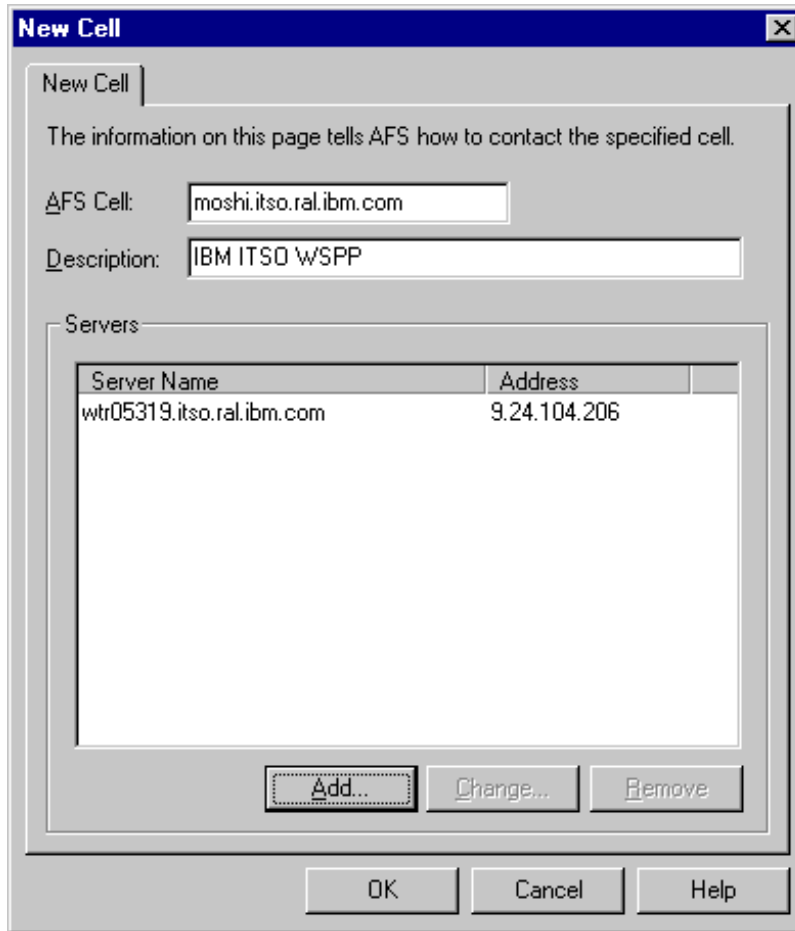 New Cell
New Cell
The information on this page tells AFS how to contact the specified cell.
AFS Cell: moshi.itso.ral.ibm.com
Description: IBM ITSO WSPP
Servers
Server Name Address
wtr05319.itso.ral.ibm.com 9.24.104.206
Add... Change... Remove
OK Cancel Help